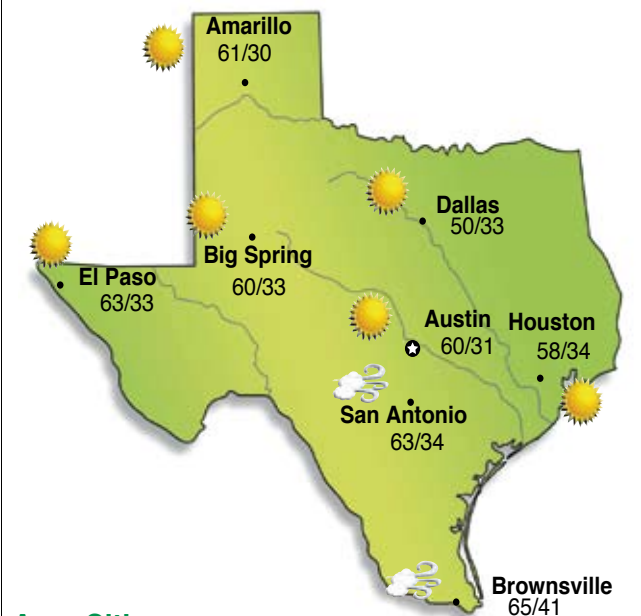 Amarillo
61/30
Dallas
50/33
Big Spring
60/33
El Paso
63/33
Austin
60/31
Houston
58/34
San Antonio
63/34
Brownsville
65/41